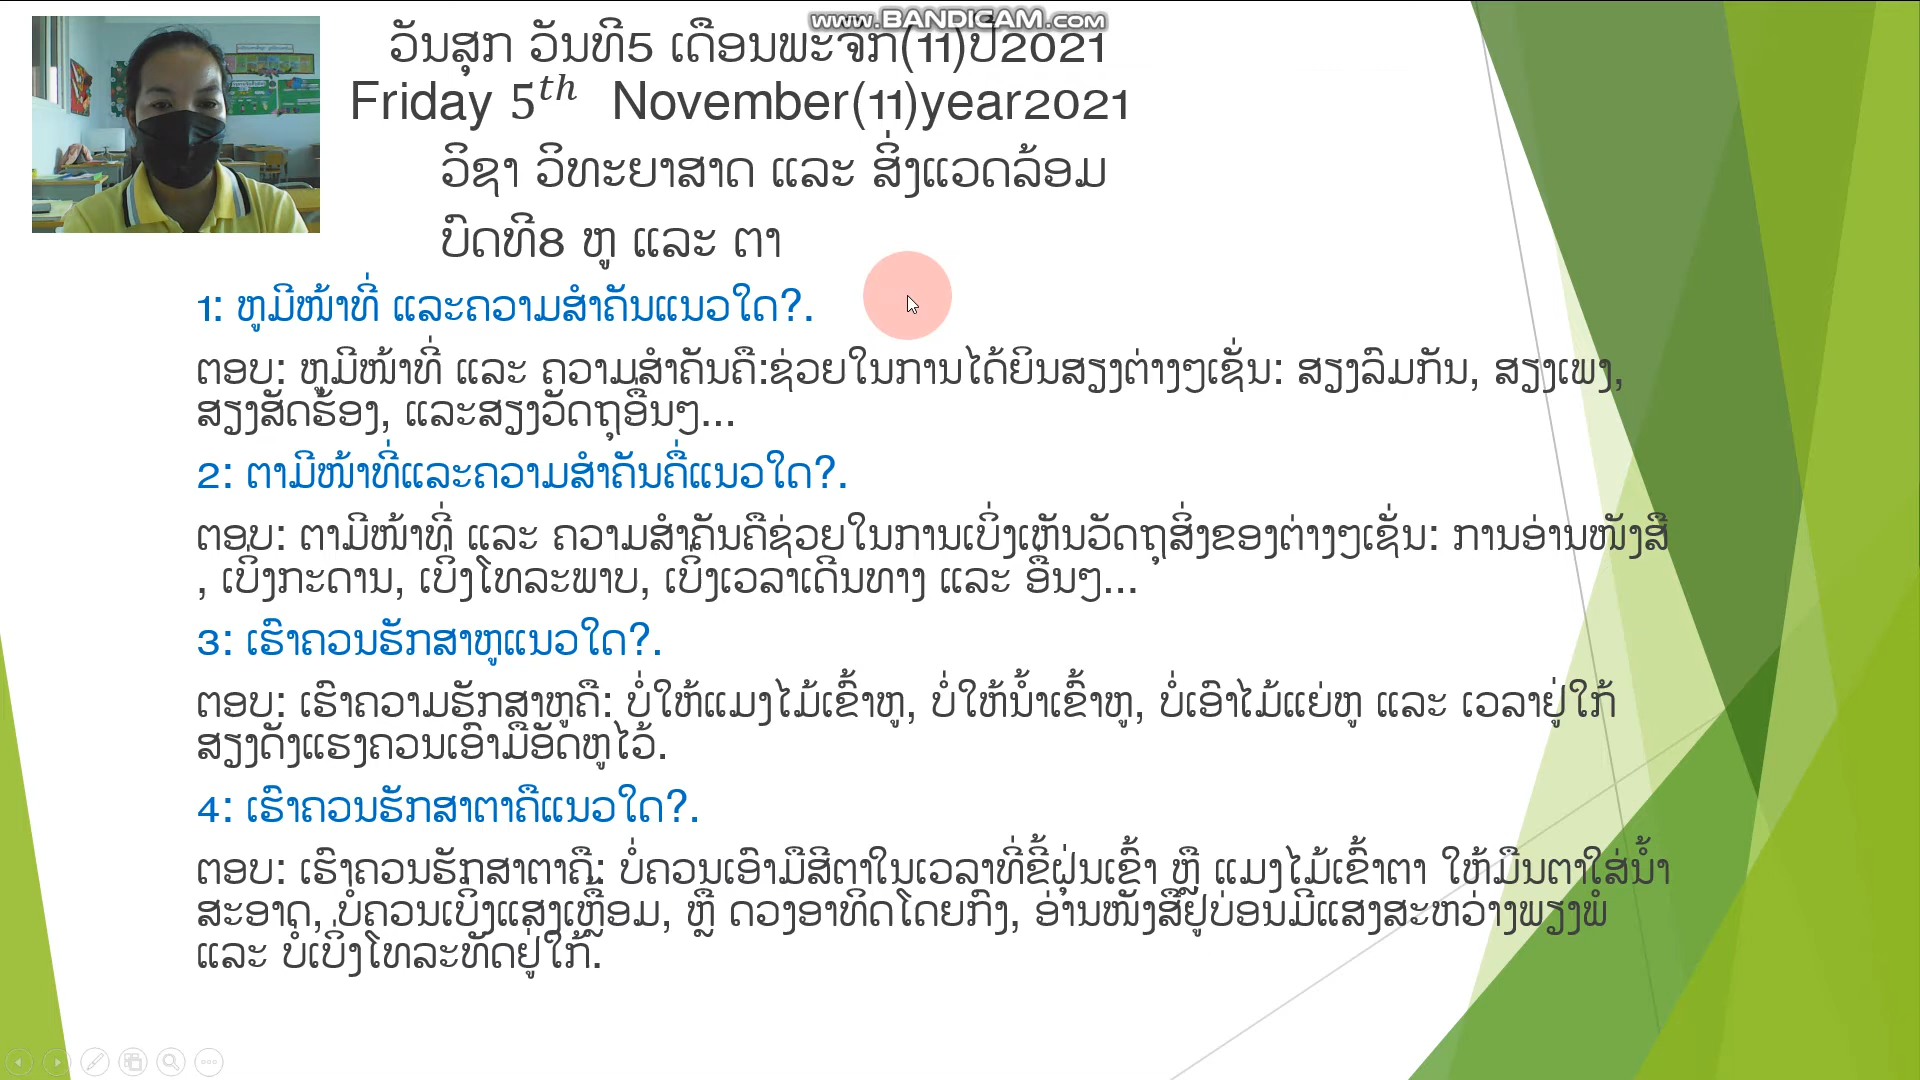 www.BANDICAM.com
ວັນສຸກ ວັນທີ5 ເດືອນພະຈິກ(11)ປີ2021
Friday 5th November(11)year2021
ວິຊາ ວິທະຍາສາດ ແລະ ສິ່ງແວດລ້ອມ
ບົດທີ8 ຫູ ແລະ ຕາ
1: ຫູມີໜ້າທີ່ ແລະຄວາມສຳຄັນແນວໃດ?.
ຕອບ: ຫູມີໜ້າທີ່ ແລະ ຄວາມສຳຄັນຄື:ຊ່ວຍໃນການໄດ້ຍິນສຽງຕ່າງໆເຊັ່ນ: ສຽງລົມກັນ, ສຽງເພງ,
ສຽງສັດຮ້ອງ, ແລະສຽງວັດຖຸອື່ນໆ...
2: ຕາມີໜ້າທີ່ແລະຄວາມສຳຄັນຄື່ແນວໃດ?.
ຕອບ: ຕາມີໜ້າທີ່ ແລະ ຄວາມສຳຄັນຄືຊ່ວຍໃນການເບິ່ງເຫັນວັດຖຸສິ່ງຂອງຕ່າງໆເຊັ່ນ: ການອ່ານໜັງສື
, ເບິ່ງກະດານ, ເບິ່ງໂທລະພາບ, ເບິ່ງເວລາເດີນທາງ ແລະ ອື່ນໆ...
3: ເຮົາຄວນຮັກສາຫູແນວໃດ?.
ຕອບ: ເຮົາຄວາມຮັກສາຫູຄື: ບໍ່ໃຫ້ແມງໄມ້ເຂົ້າຫູ, ບໍ່ໃຫ້ນ້ຳເຂົ້າຫູ, ບໍ່ເອົາໄມ້ແຍ່ຫູ ແລະ ເວລາຢູ່ໃກ້
ສຽງດັງແຮງຄວນເອົາມືອັດຫູໄວ້.
4: ເຮົາຄວນຮັກສາຕາຄືແນວໃດ?.
ຕອບ: ເຮົາຄວນຮັກສາຕາຄື: ບໍ່ຄວນເອົາມືສີຕາໃນເວລາທີ່ຂີ້ຝຸ່ນເຂົ້າ ຫຼື ແມງໄມ້ເຂົ້າຕາ ໃຫ້ມືນຕາໃສ່ນ້ຳ
ສະອາດ, ບໍ່ຄວນເບິ່ງແສງເຫຼື້ອມ, ຫຼື ດວງອາທິດໂດຍກົງ, ອ່ານໜັງສືຢູ່ບ່ອນມີແສງສະຫວ່າງພຽງພໍ
ແລະ ບໍ່ເບິ່ງໂທລະທັດຢູ່ໃກ້.